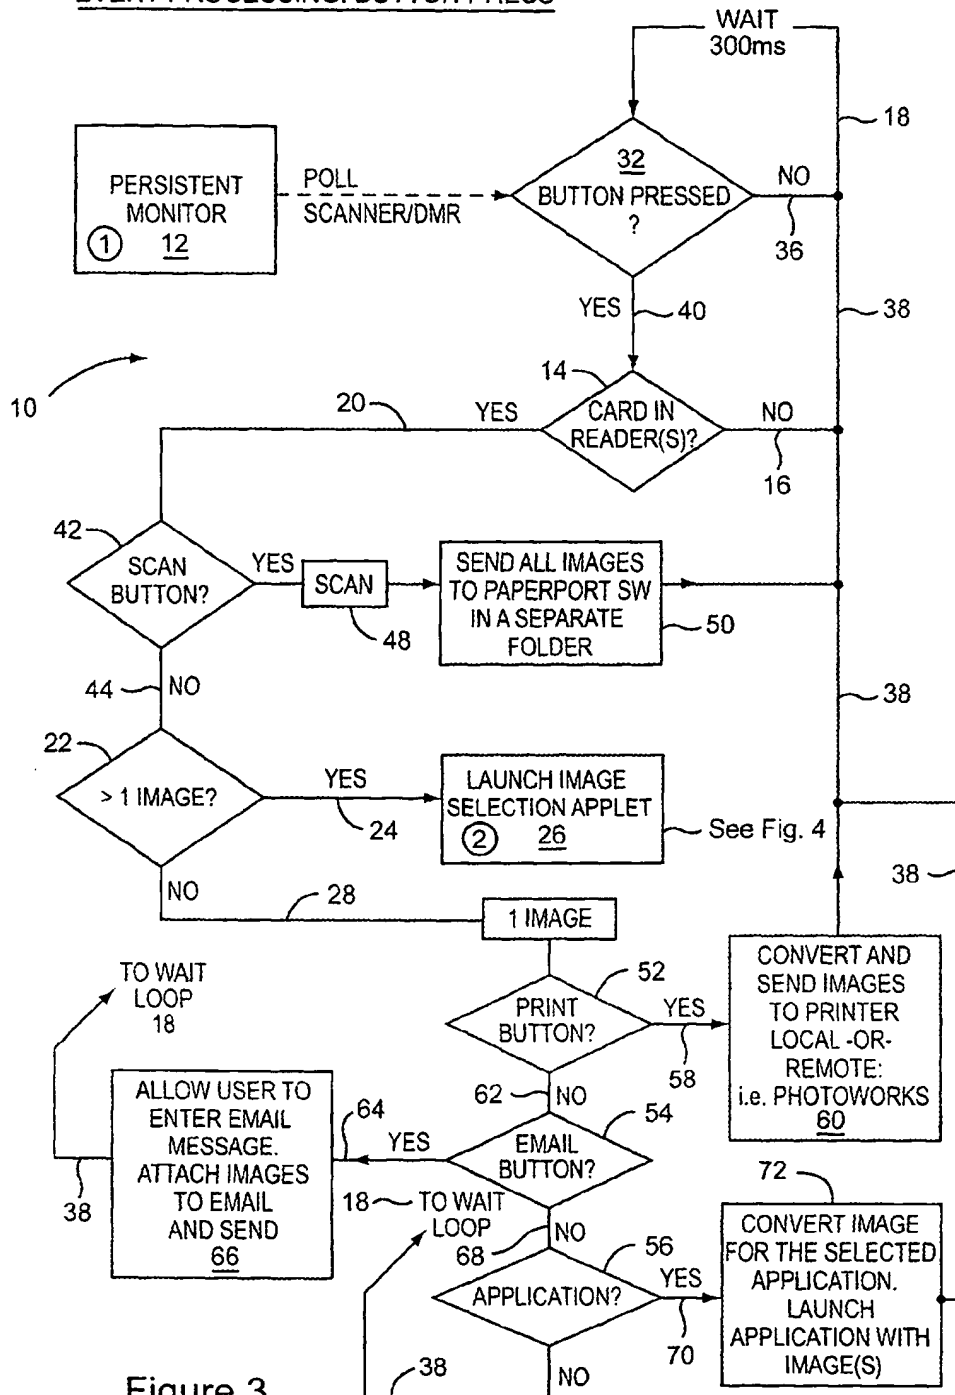 EVENT PROCESSING: BUTTON PRESS
WAIT
300ms
18
PERSISTENT
MONITOR
1 12
POLL
SCANNER/DMR
32
BUTTON PRESSED
?
NO
36
YES
40
38
10
14
20
YES
CARD IN
READER(S)?
NO
16
42
SCAN
BUTTON?
YES
SCAN
48
SEND ALL IMAGES
TO PAPERPORT SW
IN A SEPARATE
FOLDER
50
44
NO
38
22
> 1 IMAGE?
YES
24
LAUNCH IMAGE
SELECTION APPLET
2 26
See Fig. 4
38
NO
28
1 IMAGE
TO WAIT
LOOP
18
52
PRINT
BUTTON?
YES
58
CONVERT AND
SEND IMAGES
TO PRINTER
LOCAL -OR-
REMOTE:
i.e. PHOTOWORKS
60
62
NO
54
ALLOW USER TO
ENTER EMAIL
MESSAGE.
ATTACH IMAGES
TO EMAIL
AND SEND
66
38
64
YES
EMAIL
BUTTON?
18
TO WAIT
LOOP
68
NO
56
APPLICATION?
YES
70
72
CONVERT IMAGE
FOR THE SELECTED
APPLICATION.
LAUNCH
APPLICATION WITH
IMAGE(S)
NO
38
Figure 3